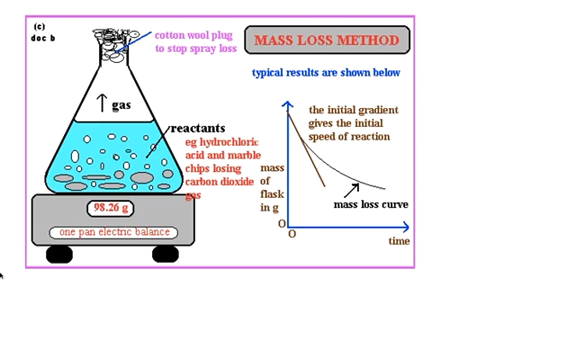 (c)
doc b
cotton wool plug
to stop spray loss
MASS LOSS METHOD
typical results are shown below
gas
reactants
eg hydrochloric
acid and marble
chips losing
carbon dioxide
gas
98.26 g
one pan electric balance
the initial gradient
gives the initial
speed of reaction
mass
of
flask
in g
mass loss curve
O
O
time